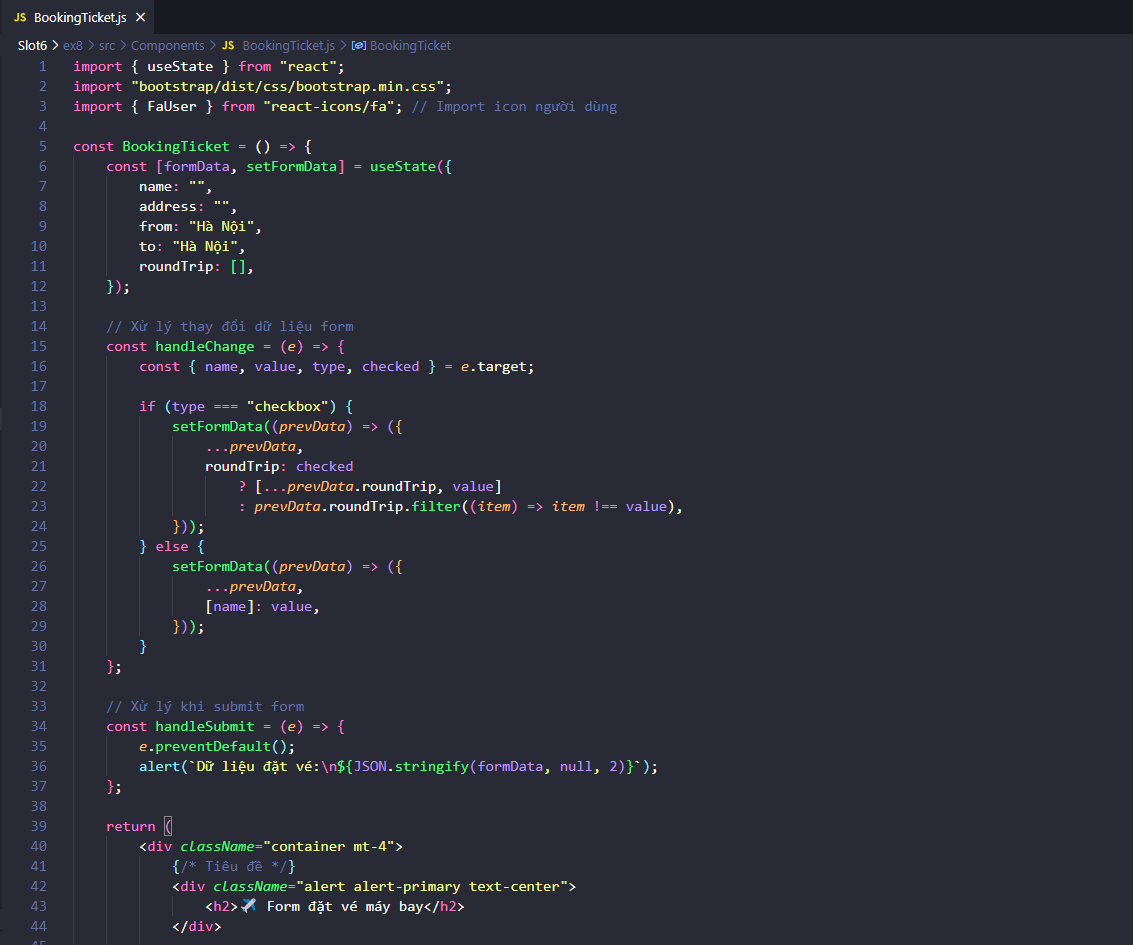 JS BookingTicket.js ×
Slot6 > ex8 > src > Components > JS BookingTicket.js > BookingTicket
1 import { useState } from "react";
2 import "bootstrap/dist/css/bootstrap.min.css";
3 import { FaUser } from "react-icons/fa"; // Import icon người dùng
4
5 const BookingTicket = () => {
6     const [formData, setFormData] = useState({
7         name: "",
8         address: "",
9         from: "Hà Nội",
10         to: "Hà Nội",
11         roundTrip: [],
12     });
13
14     // Xử lý thay đổi dữ liệu form
15     const handleChange = (e) => {
16         const { name, value, type, checked } = e.target;
17
18         if (type === "checkbox") {
19             setFormData((prevData) => ({
20                 ...prevData,
21                 roundTrip: checked
22                     ? [...prevData.roundTrip, value]
23                     : prevData.roundTrip.filter((item) => item !== value),
24             }));
25         } else {
26             setFormData((prevData) => ({
27                 ...prevData,
28                 [name]: value,
29             }));
30         }
31     };
32
33     // Xử lý khi submit form
34     const handleSubmit = (e) => {
35         e.preventDefault();
36         alert(`Dữ liệu đặt vé:\n${JSON.stringify(formData, null, 2)}`);
37     };
38
39     return (
40         <div className="container mt-4">
41             {/* Tiêu đề */}
42             <div className="alert alert-primary text-center">
43                 <h2>✈️ Form đặt vé máy bay</h2>
44             </div>
45